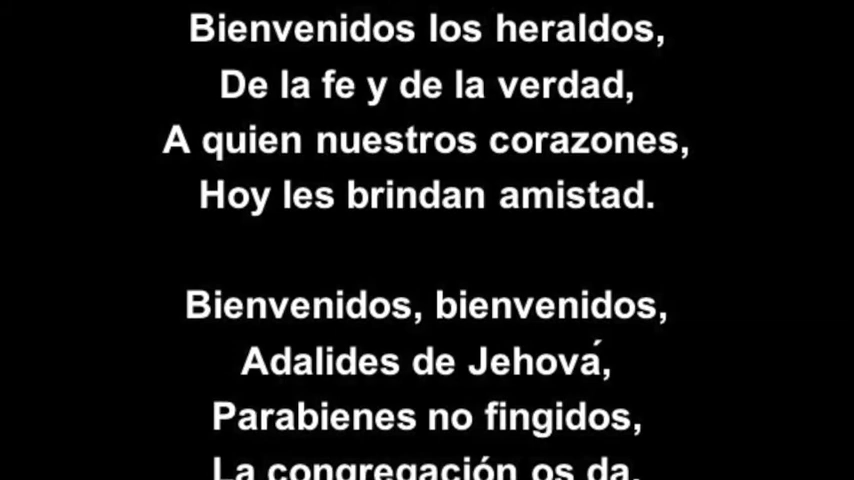 Bienvenidos los heraldos,
De la fe y de la verdad,
A quien nuestros corazones,
Hoy les brindan amistad.
Bienvenidos, bienvenidos,
Adalides de Jehová,
Parabienes no fingidos,
La congregación os da.